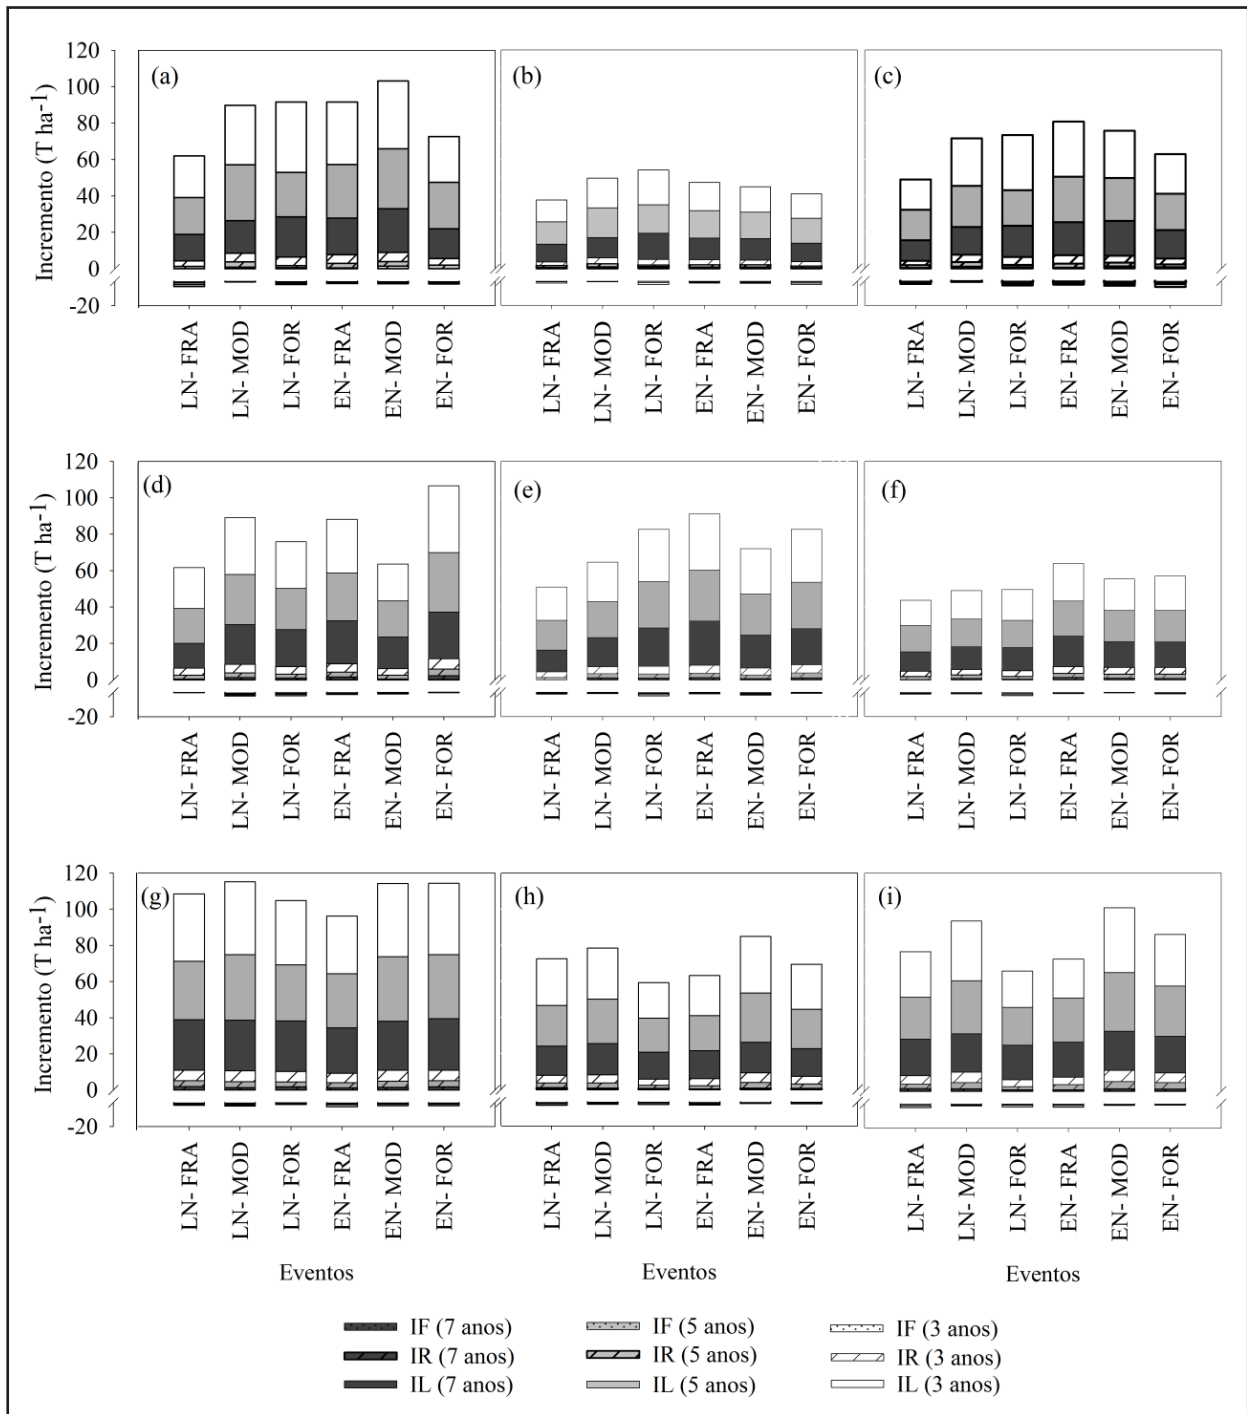 120
100
80
60
40
20
0
-20
Incremento (T ha-1)
(a)
(b)
(c)
LN- FRA
LN- MOD
LN- FOR
EN- FRA
EN- MOD
EN- FOR
LN- FRA
LN- MOD
LN- FOR
EN- FRA
EN- MOD
EN- FOR
LN- FRA
LN- MOD
LN- FOR
EN- FRA
EN- MOD
EN- FOR
120
100
80
60
40
20
0
-20
Incremento (T ha-1)
(d)
(e)
(f)
LN- FRA
LN- MOD
LN- FOR
EN- FRA
EN- MOD
EN- FOR
LN- FRA
LN- MOD
LN- FOR
EN- FRA
EN- MOD
EN- FOR
LN- FRA
LN- MOD
LN- FOR
EN- FRA
EN- MOD
EN- FOR
120
100
80
60
40
20
0
-20
Incremento (T ha-1)
(g)
(h)
(i)
LN- FRA
LN- MOD
LN- FOR
EN- FRA
EN- MOD
EN- FOR
LN- FRA
LN- MOD
LN- FOR
EN- FRA
EN- MOD
EN- FOR
LN- FRA
LN- MOD
LN- FOR
EN- FRA
EN- MOD
EN- FOR
Eventos
Eventos
Eventos
IF (7 anos)
IF (5 anos)
IF (3 anos)
IR (7 anos)
IR (5 anos)
IR (3 anos)
IL (7 anos)
IL (5 anos)
IL (3 anos)